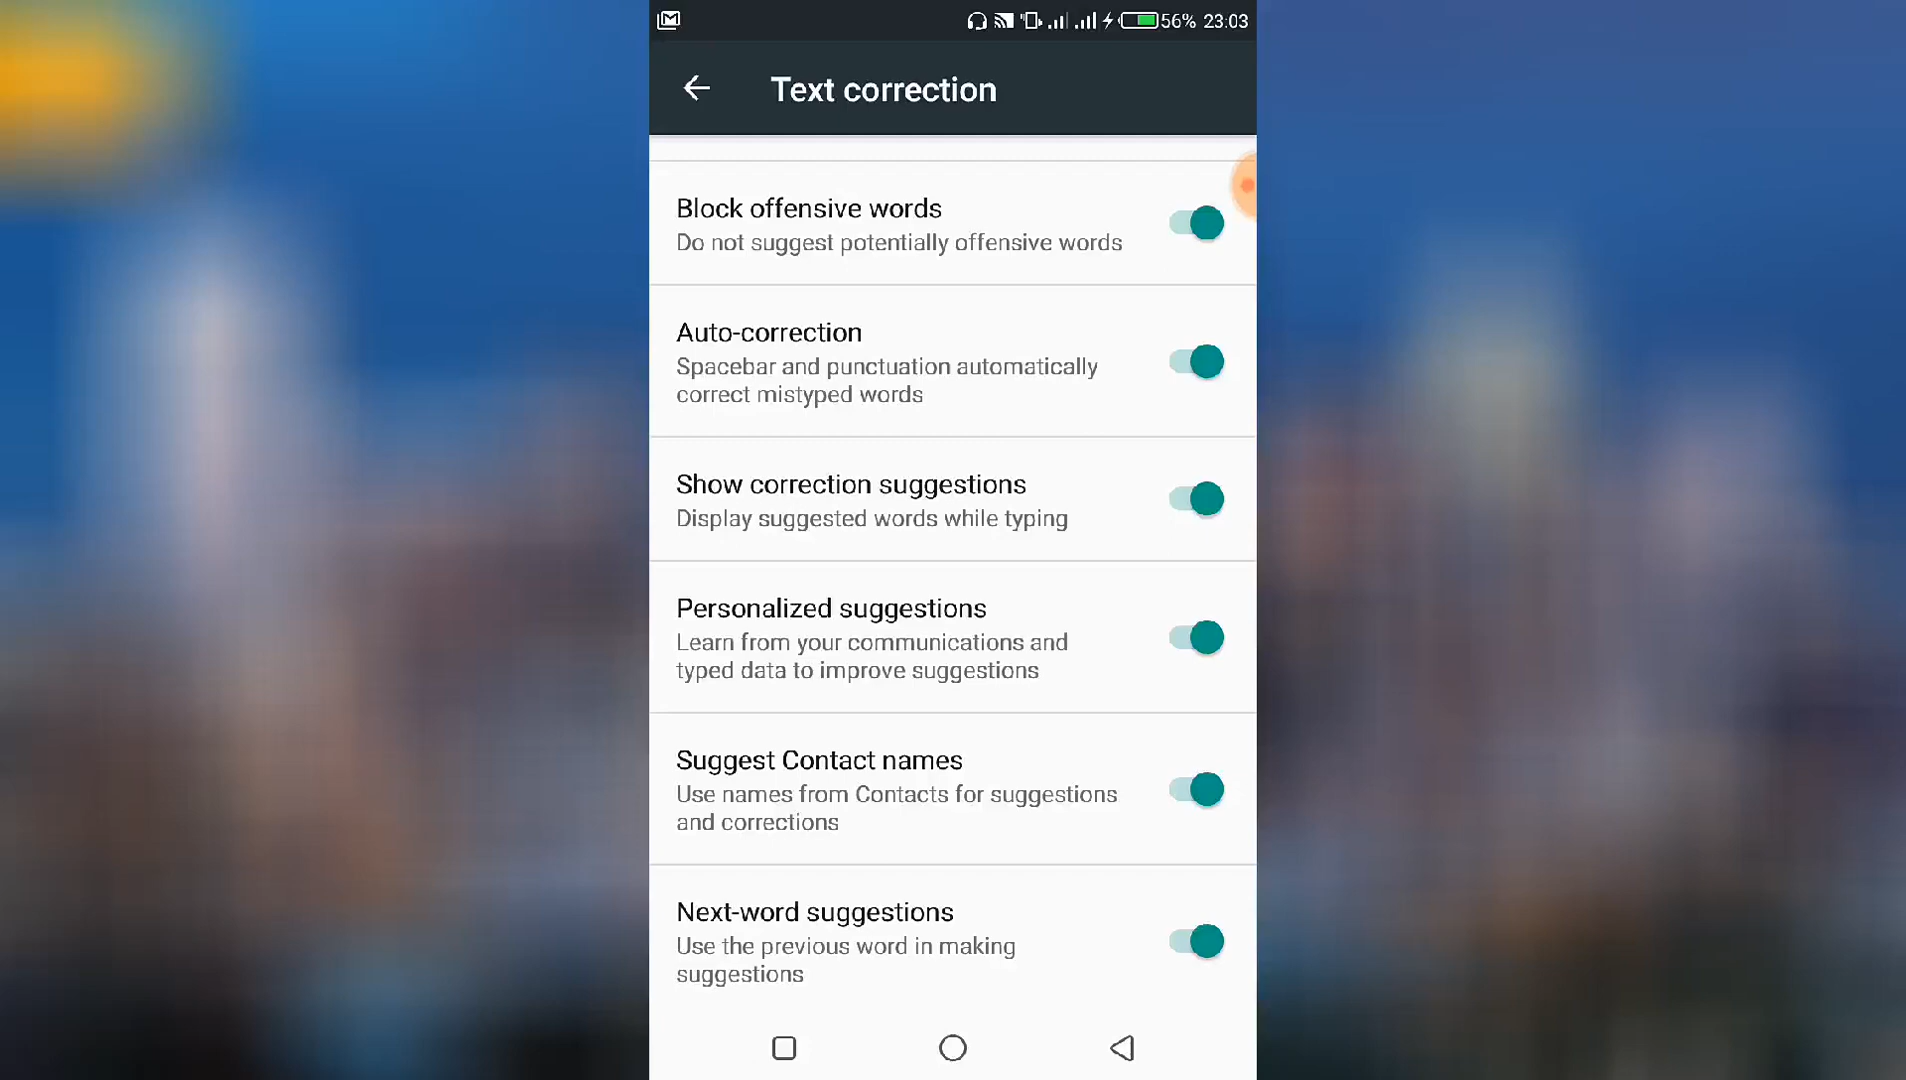 56% 23:03
Text correction
Block offensive words
Do not suggest potentially offensive words
Auto-correction
Spacebar and punctuation automatically
correct mistyped words
Show correction suggestions
Display suggested words while typing
Personalized suggestions
Learn from your communications and
typed data to improve suggestions
Suggest Contact names
Use names from Contacts for suggestions
and corrections
Next-word suggestions
Use the previous word in making
suggestions